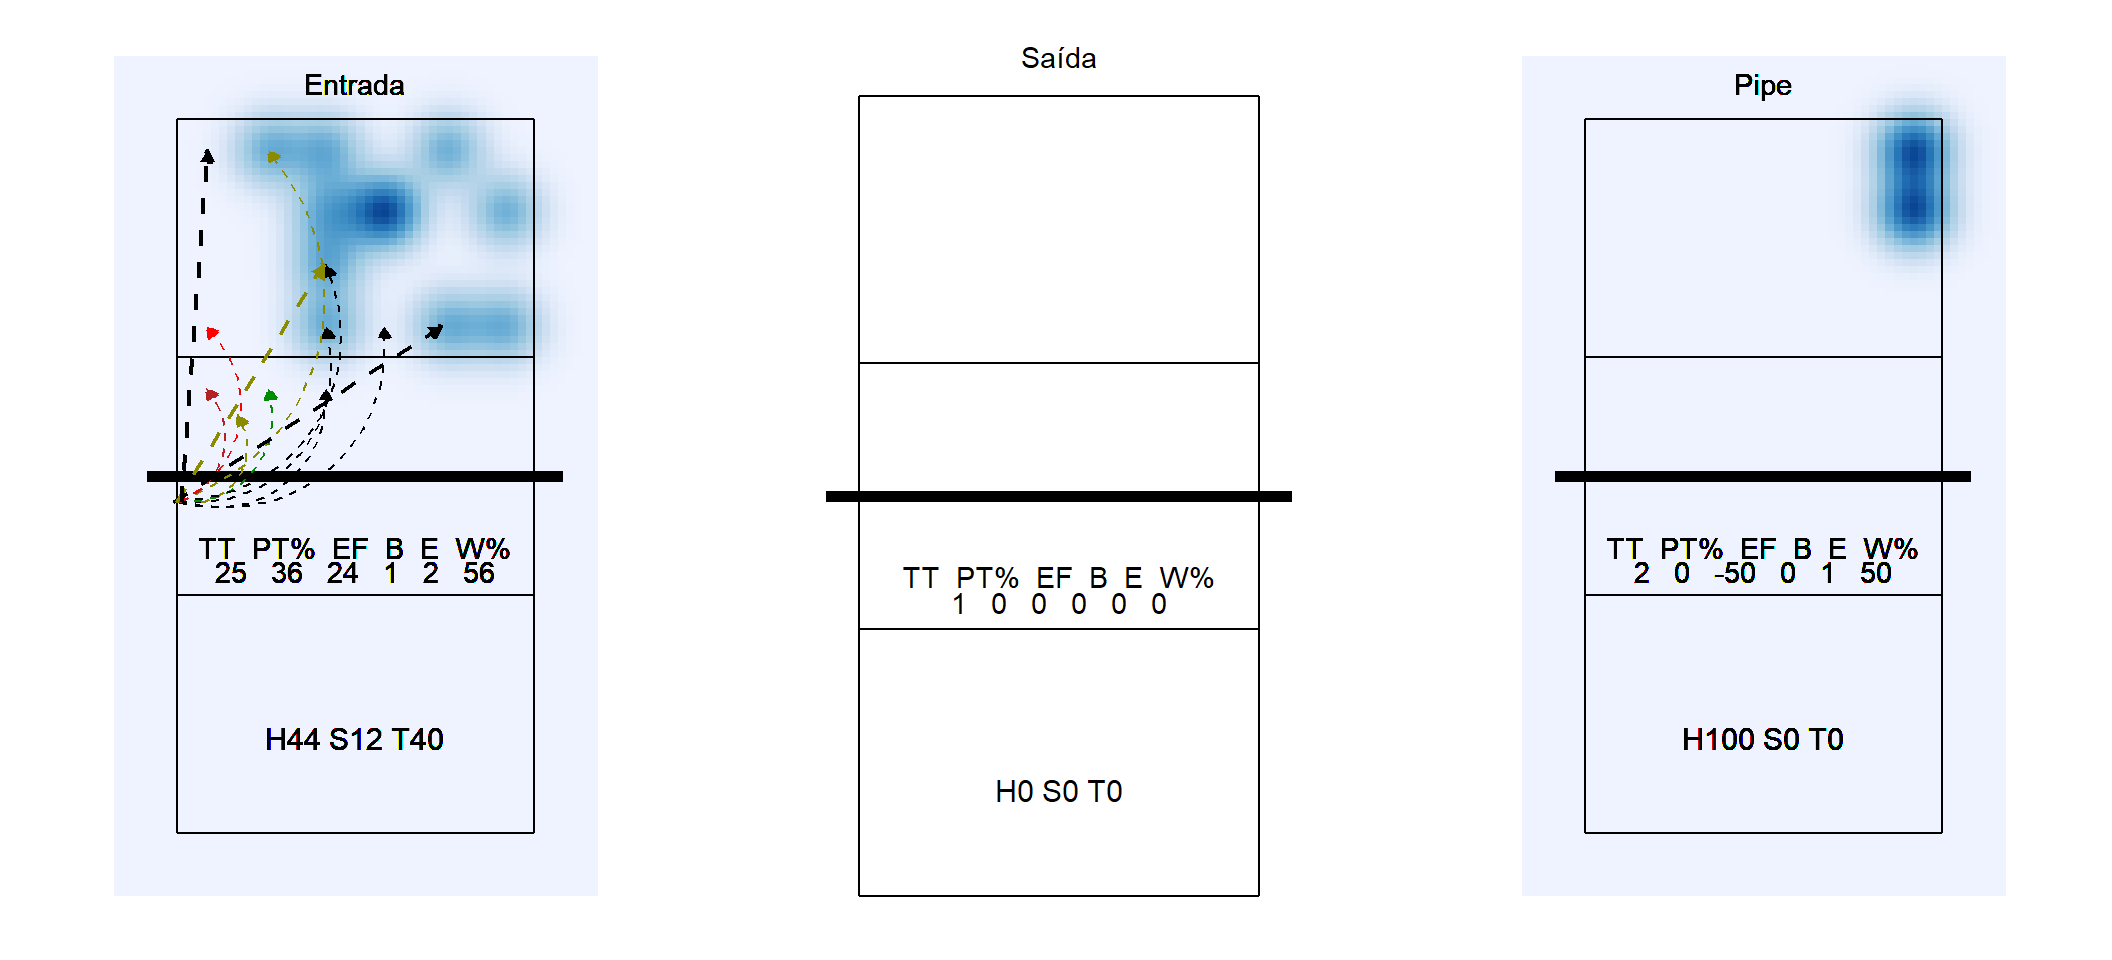 Entrada
TT PT% EF B E W%
25 36 24 1 2 56
H44 S12 T40
Saída
TT PT% EF B E W%
1 0 0 0 0 0
H0 S0 T0
Pipe
TT PT% EF B E W%
2 0 -50 0 1 50
H100 S0 T0